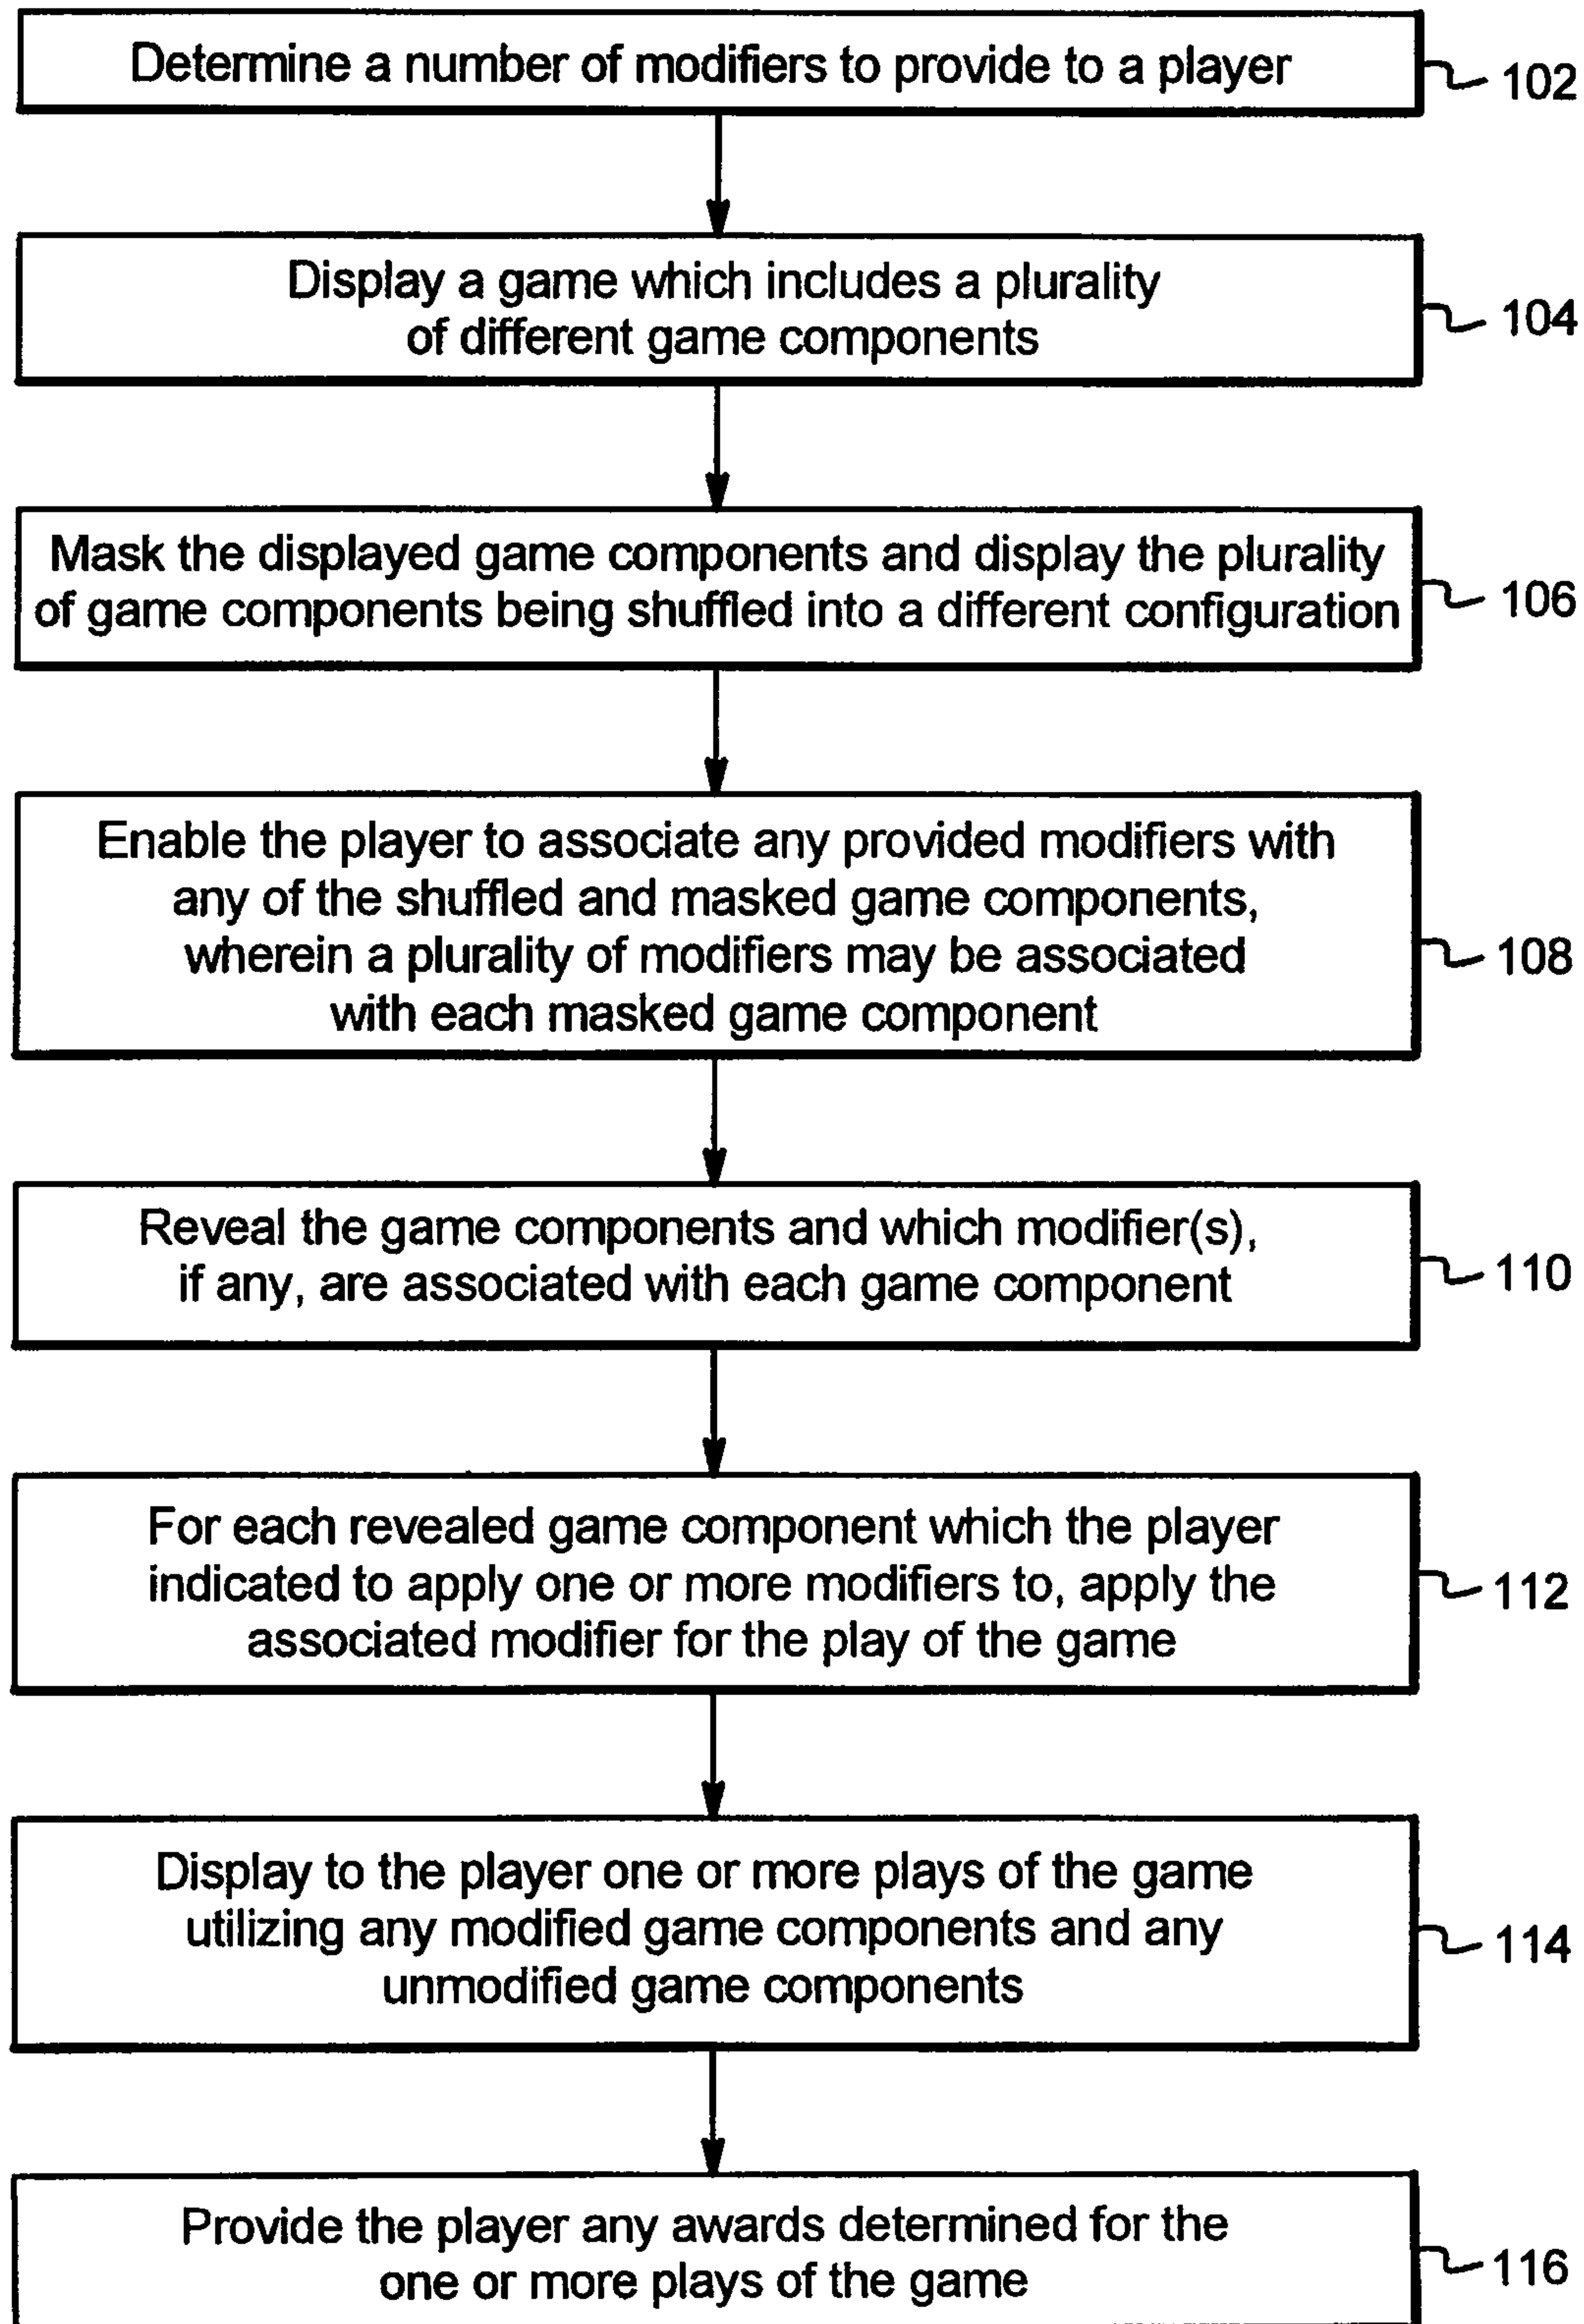 Determine a number of modifiers to provide to a player
102
Display a game which includes a plurality
of different game components
104
Mask the displayed game components and display the plurality
of game components being shuffled into a different configuration
106
Enable the player to associate any provided modifiers with
any of the shuffled and masked game components,
wherein a plurality of modifiers may be associated
with each masked game component
108
Reveal the game components and which modifier(s),
if any, are associated with each game component
110
For each revealed game component which the player
indicated to apply one or more modifiers to, apply the
associated modifier for the play of the game
112
Display to the player one or more plays of the game
utilizing any modified game components and any
unmodified game components
114
Provide the player any awards determined for the
one or more plays of the game
116